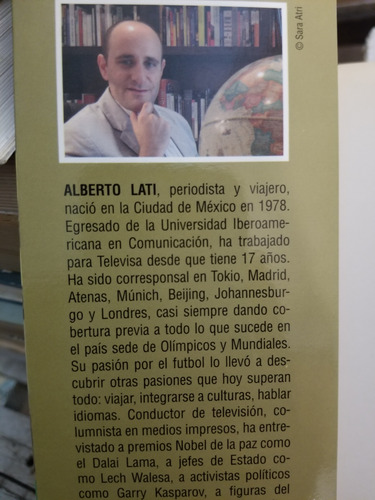 © Sara Atri
ALBERTO LATI, periodista y viajero,
nació en la Ciudad de México en 1978.
Egresado de la Universidad Iberoame-
ricana en Comunicación, ha trabajado
para Televisa desde que tiene 17 años.
Ha sido corresponsal en Tokio, Madrid,
Atenas, Múnich, Beijing, Johannesbur-
go y Londres, casi siempre dando co-
bertura previa a todo lo que sucede en
el país sede de Olímpicos y Mundiales.
Su pasión por el futbol lo llevó a des-
cubrir otras pasiones que hoy superan
todo: viajar, integrarse a culturas, hablar
idiomas. Conductor de televisión, co-
lumnista en medios impresos, ha entre-
vistado a premios Nobel de la paz como
el Dalai Lama, a jefes de Estado co-
mo Lech Walesa, a activistas políticos
como Garry Kasparov, a figuras del